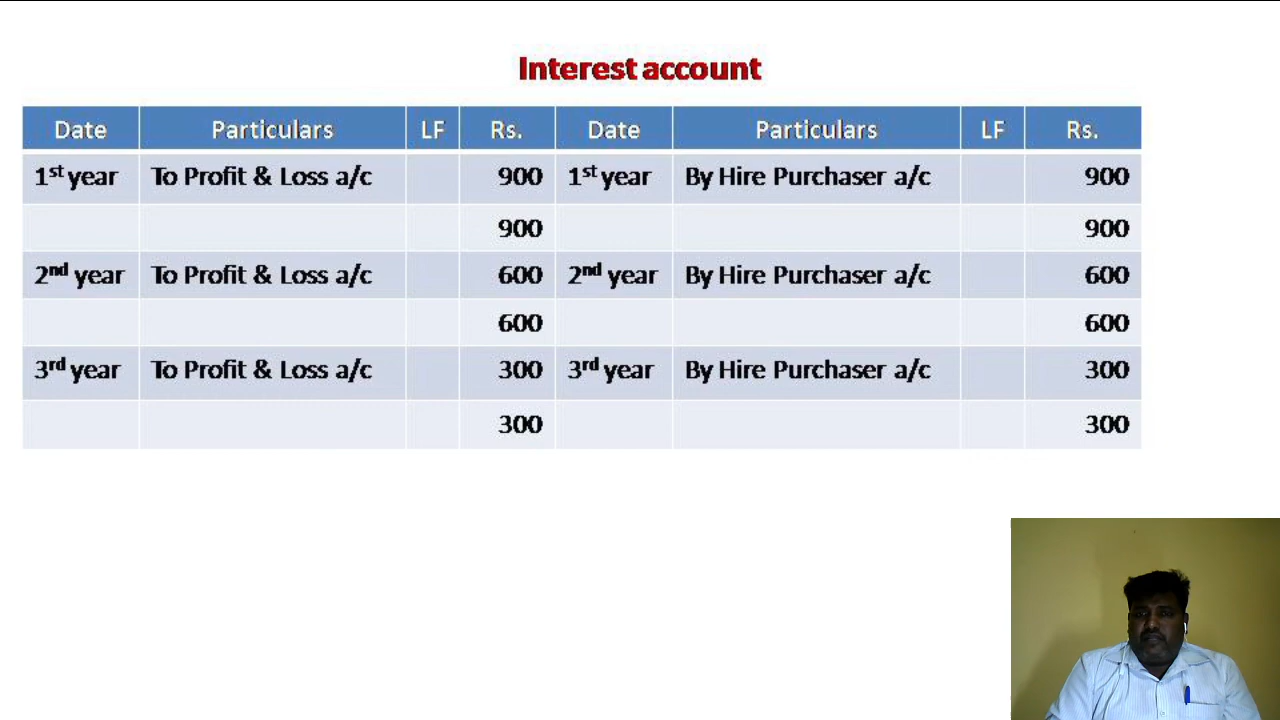 Interest account
Date Particulars LF Rs. Date Particulars LF Rs.
1st year To Profit & Loss a/c 900 1st year By Hire Purchaser a/c 900
900 900
2nd year To Profit & Loss a/c 600 2nd year By Hire Purchaser a/c 600
600 600
3rd year To Profit & Loss a/c 300 3rd year By Hire Purchaser a/c 300
300 300